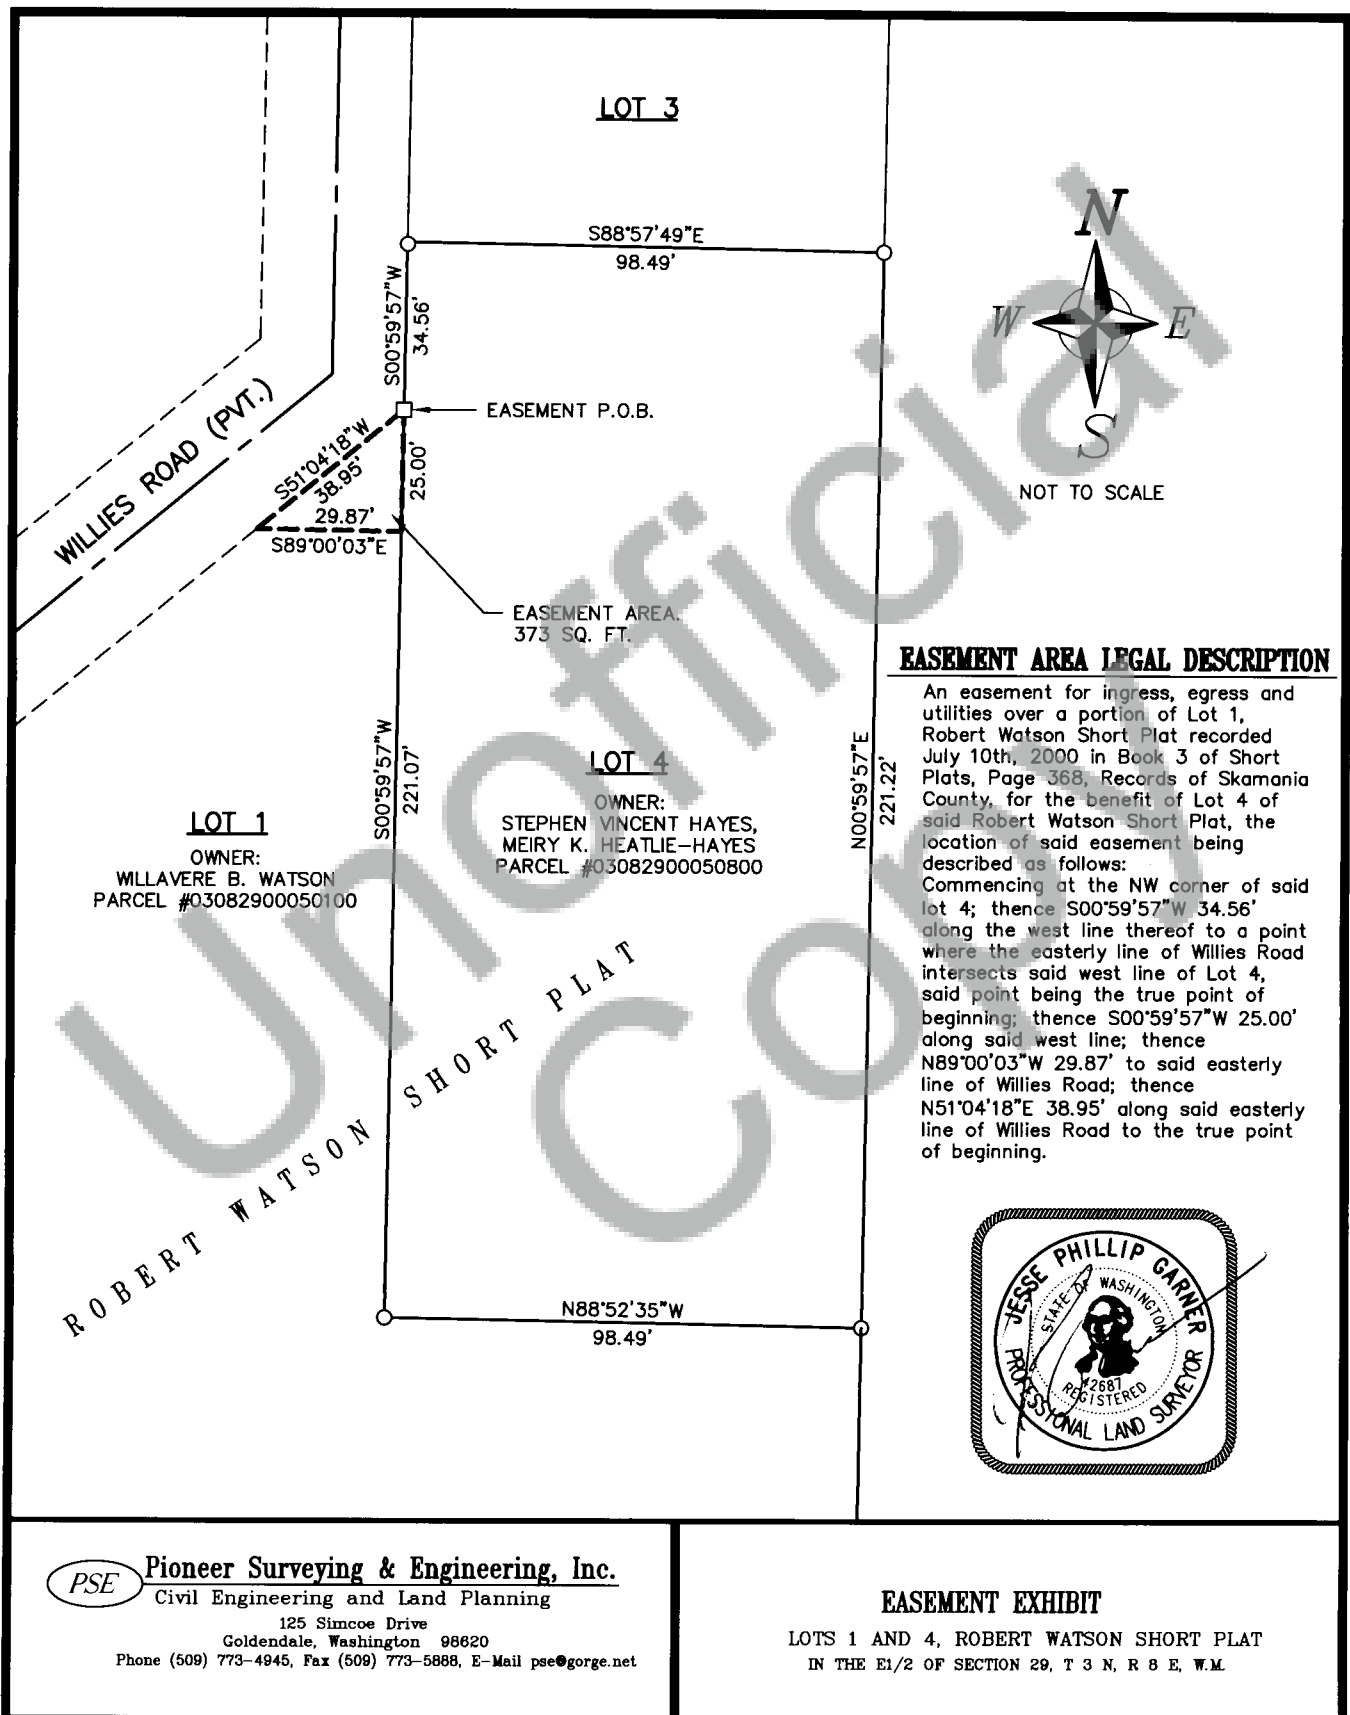 LOT 3
S88°57'49"E
98.49'
S00°59'57"W
34.56'
N
W
E
S
NOT TO SCALE
EASEMENT P.O.B.
WILLIES ROAD (PVT.)
S51°04'18"W
38.95'
25.00'
29.87'
S89°00'03"E
EASEMENT AREA.
373 SQ. FT.
S00°59'57"W
221.07'
N00°59'57"E
221.22'
LOT 4
OWNER:
STEPHEN VINCENT HAYES,
MEIRY K. HEATLIE-HAYES
PARCEL #03082900050800
LOT 1
OWNER:
WILLAVERE B. WATSON
PARCEL #03082900050100
ROBERT WATSON SHORT PLAT
N88°52'35"W
98.49'
EASEMENT AREA LEGAL DESCRIPTION
An easement for ingress, egress and
utilities over a portion of Lot 1,
Robert Watson Short Plat recorded
July 10th, 2000 in Book 3 of Short
Plats, Page 368, Records of Skamania
County, for the benefit of Lot 4 of
said Robert Watson Short Plat, the
location of said easement being
described as follows:
Commencing at the NW corner of said
lot 4; thence S00°59'57"W 34.56'
along the west line thereof to a point
where the easterly line of Willies Road
intersects said west line of Lot 4,
said point being the true point of
beginning; thence S00°59'57"W 25.00'
along said west line; thence
N89°00'03"W 29.87' to said easterly
line of Willies Road; thence
N51°04'18"E 38.95' along said easterly
line of Willies Road to the true point
of beginning.
JESSE PHILLIP GARNER
STATE OF WASHINGTON
42687
REGISTERED
PROFESSIONAL LAND SURVEYOR
Unofficial
Copy
PSE
Pioneer Surveying & Engineering, Inc.
Civil Engineering and Land Planning
125 Simcoe Drive
Goldendale, Washington 98620
Phone (509) 773-4945, Fax (509) 773-5888, E-Mail pse@gorge.net
EASEMENT EXHIBIT
LOTS 1 AND 4, ROBERT WATSON SHORT PLAT
IN THE E1/2 OF SECTION 29, T 3 N, R 8 E, W.M.